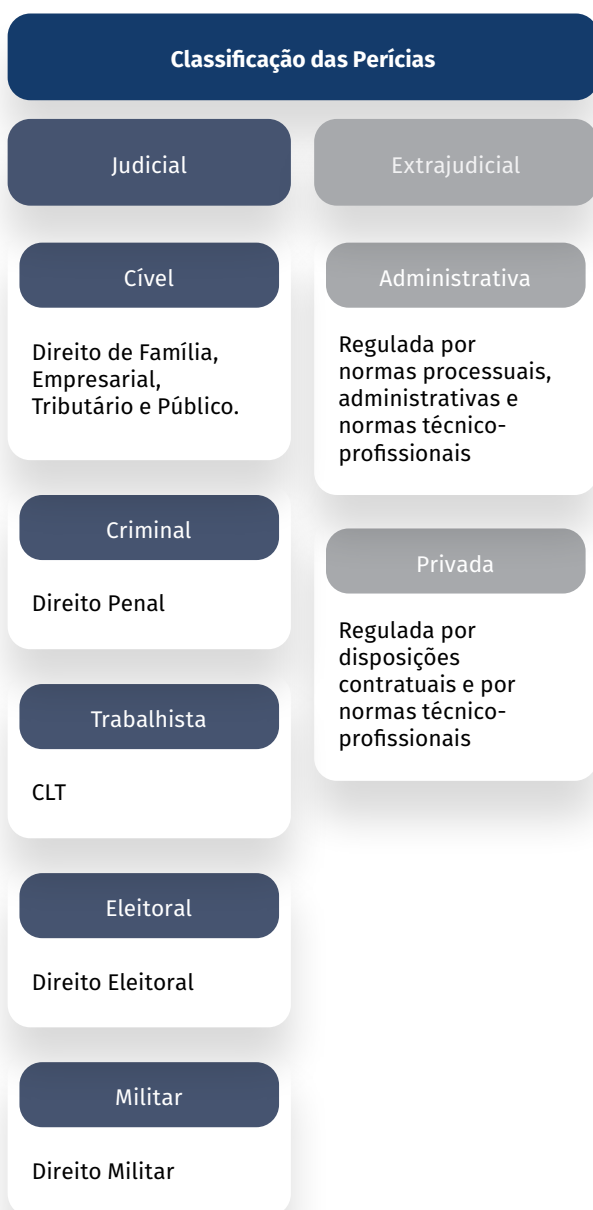 Classificação das Perícias
Judicial
Cível
Direito de Família,
Empresarial,
Tributário e Público.
Criminal
Direito Penal
Trabalhista
CLT
Eleitoral
Direito Eleitoral
Militar
Direito Militar
Extrajudicial
Administrativa
Regulada por
normas processuais,
administrativas e
normas técnico-
profissionais
Privada
Regulada por
disposições
contratuais e por
normas técnico-
profissionais